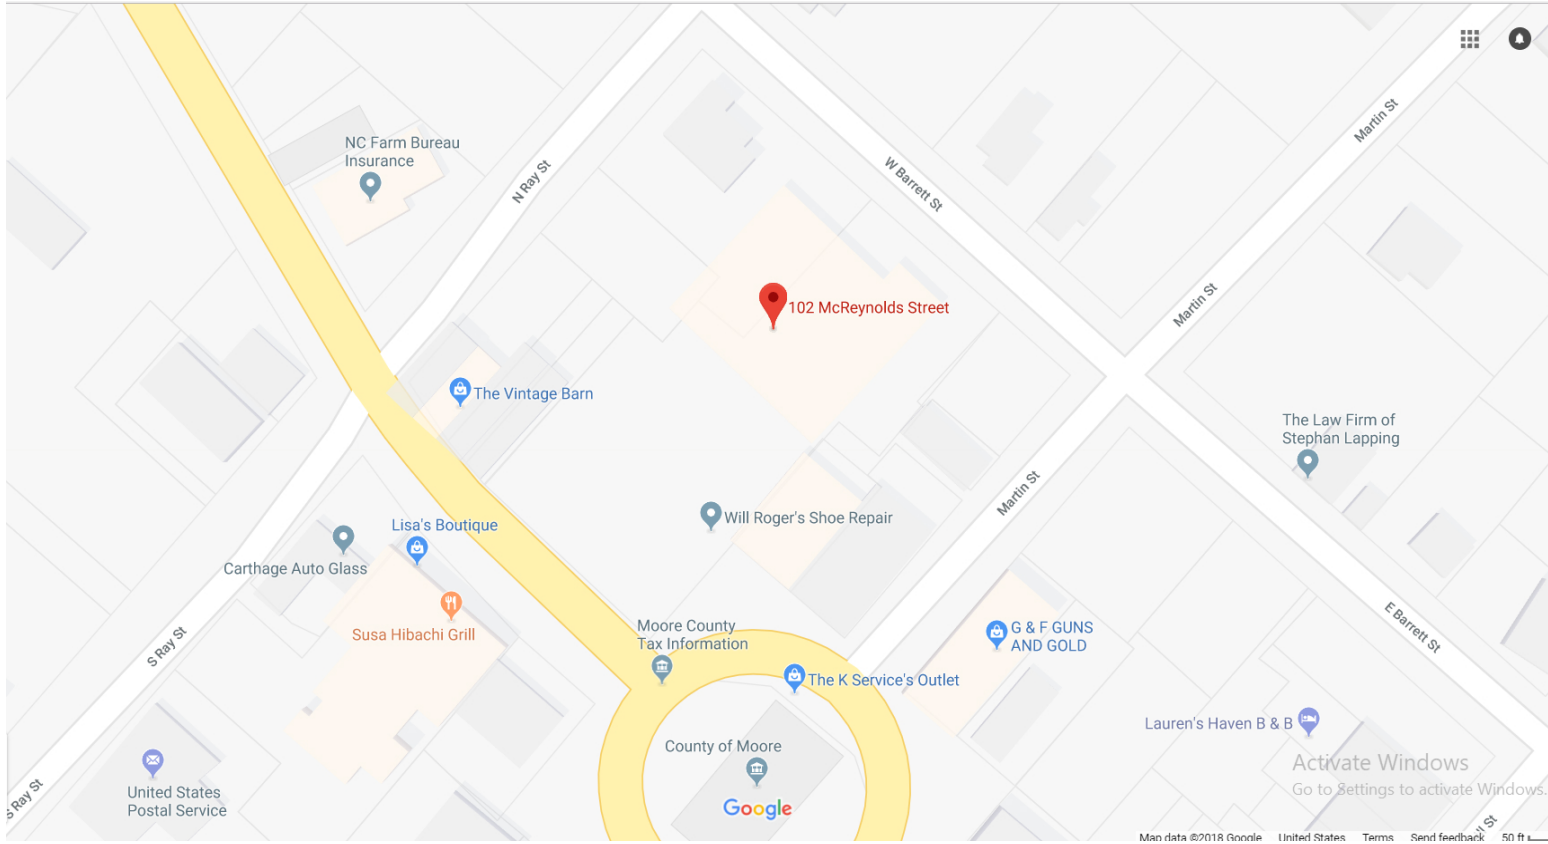 NC Farm Bureau
Insurance
N Ray St
W Barrett St
Martin St
102 McReynolds Street
Martin St
The Vintage Barn
The Law Firm of
Stephan Lapping
Martin St
Will Roger's Shoe Repair
Lisa's Boutique
Carthage Auto Glass
Susa Hibachi Grill
S Ray St
Moore County
Tax Information
G & F GUNS
AND GOLD
E Barrett St
The K Service's Outlet
Lauren's Haven B & B
County of Moore
Activate Windows
Go to Settings to activate Windows.
United States
Postal Service
S Ray St
Google
St
Map data ©2018 Google United States Terms Send feedback 50 ft